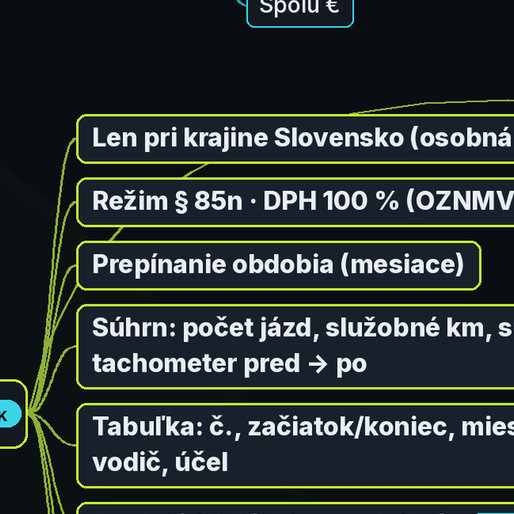 Spolu €
Len pri krajine Slovensko (osobná
Režim § 85n · DPH 100 % (OZNMV
Prepínanie obdobia (mesiace)
Súhrn: počet jázd, služobné km, s
tachometer pred → po
k
Tabuľka: č., začiatok/koniec, mies
vodič, účel